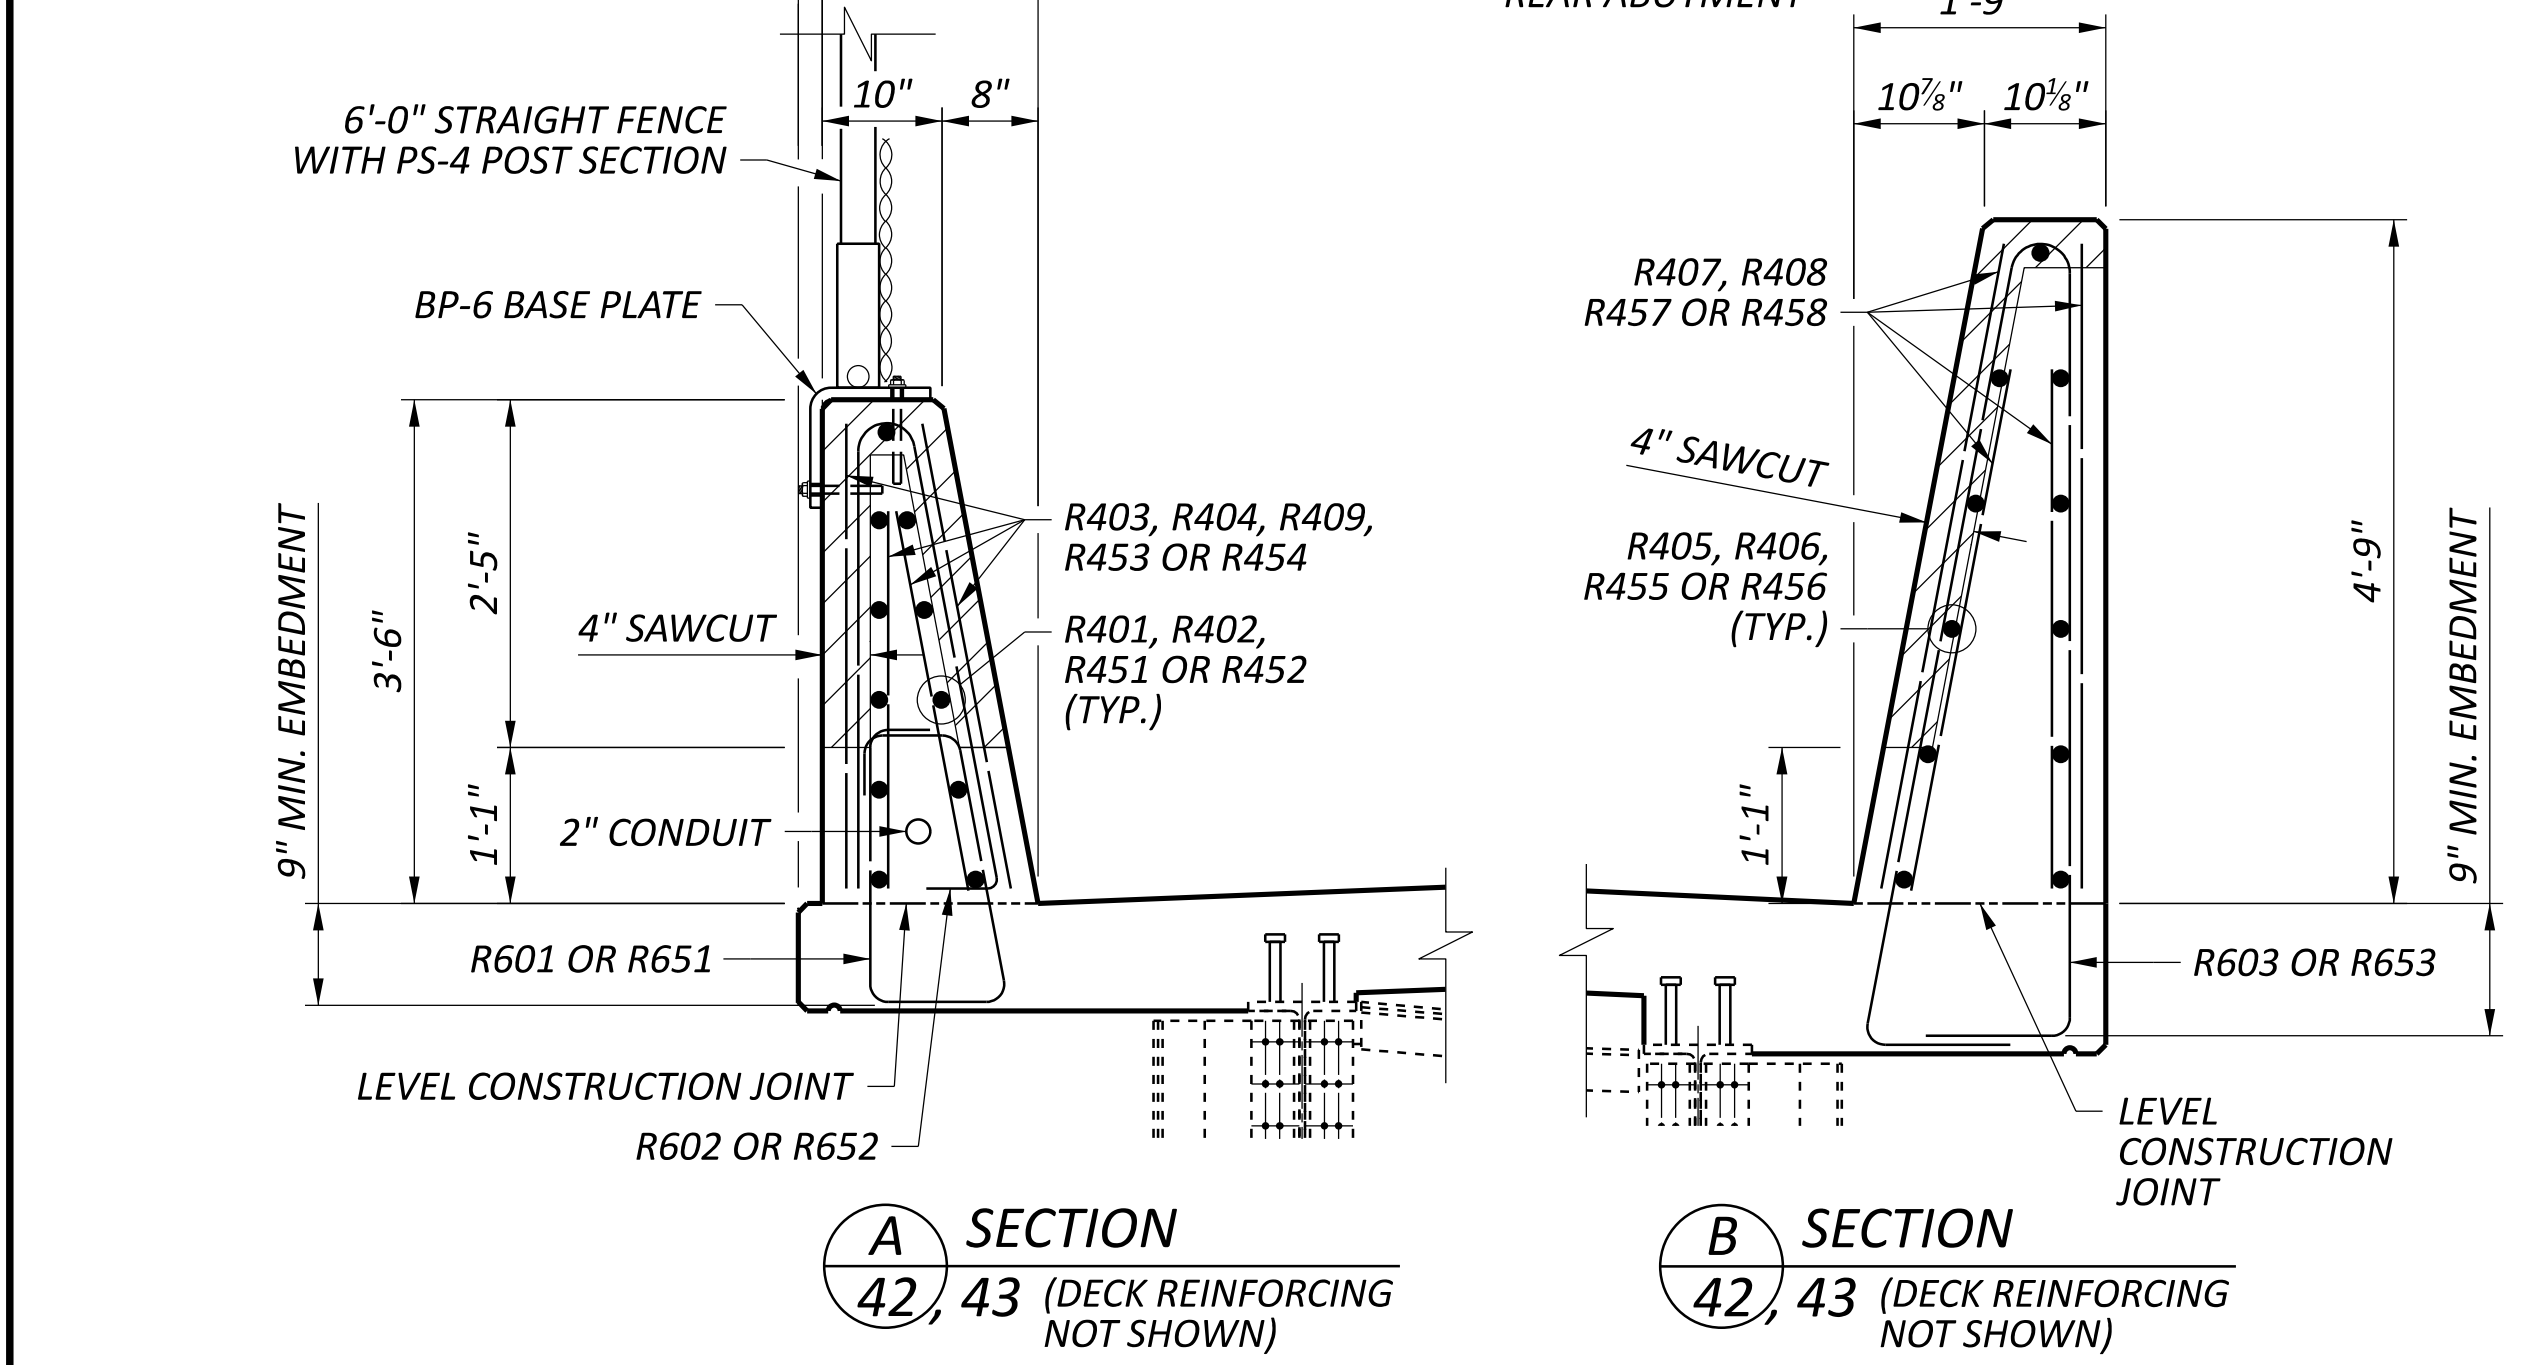 REAR ABUTMENT
1'-9"
10"
8"
10⅞"
10⅛"
6'-0" STRAIGHT FENCE
WITH PS-4 POST SECTION
BP-6 BASE PLATE
R407, R408
R457 OR R458
4" SAWCUT
R403, R404, R409,
R453 OR R454
R405, R406,
R455 OR R456
(TYP.)
9" MIN. EMBEDMENT
3'-6"
2'-5"
4" SAWCUT
R401, R402,
R451 OR R452
(TYP.)
4'-9"
9" MIN. EMBEDMENT
1'-1"
2" CONDUIT
1'-1"
R601 OR R651
R603 OR R653
LEVEL CONSTRUCTION JOINT
R602 OR R652
LEVEL
CONSTRUCTION
JOINT
A SECTION
42, 43 (DECK REINFORCING
NOT SHOWN)
B SECTION
42, 43 (DECK REINFORCING
NOT SHOWN)